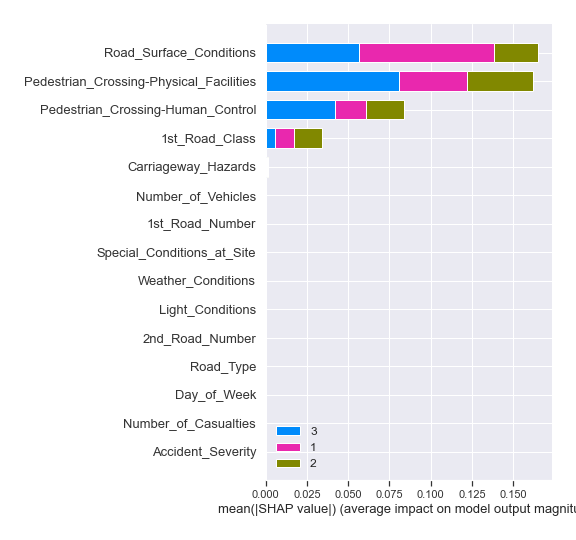 Road_Surface_Conditions
Pedestrian_Crossing-Physical_Facilities
Pedestrian_Crossing-Human_Control
1st_Road_Class
Carriageway_Hazards
Number_of_Vehicles
1st_Road_Number
Special_Conditions_at_Site
Weather_Conditions
Light_Conditions
2nd_Road_Number
Road_Type
Day_of_Week
Number_of_Casualties
Accident_Severity
3
1
2
0.000 0.025 0.050 0.075 0.100 0.125 0.150
mean(|SHAP value|) (average impact on model output magnitu